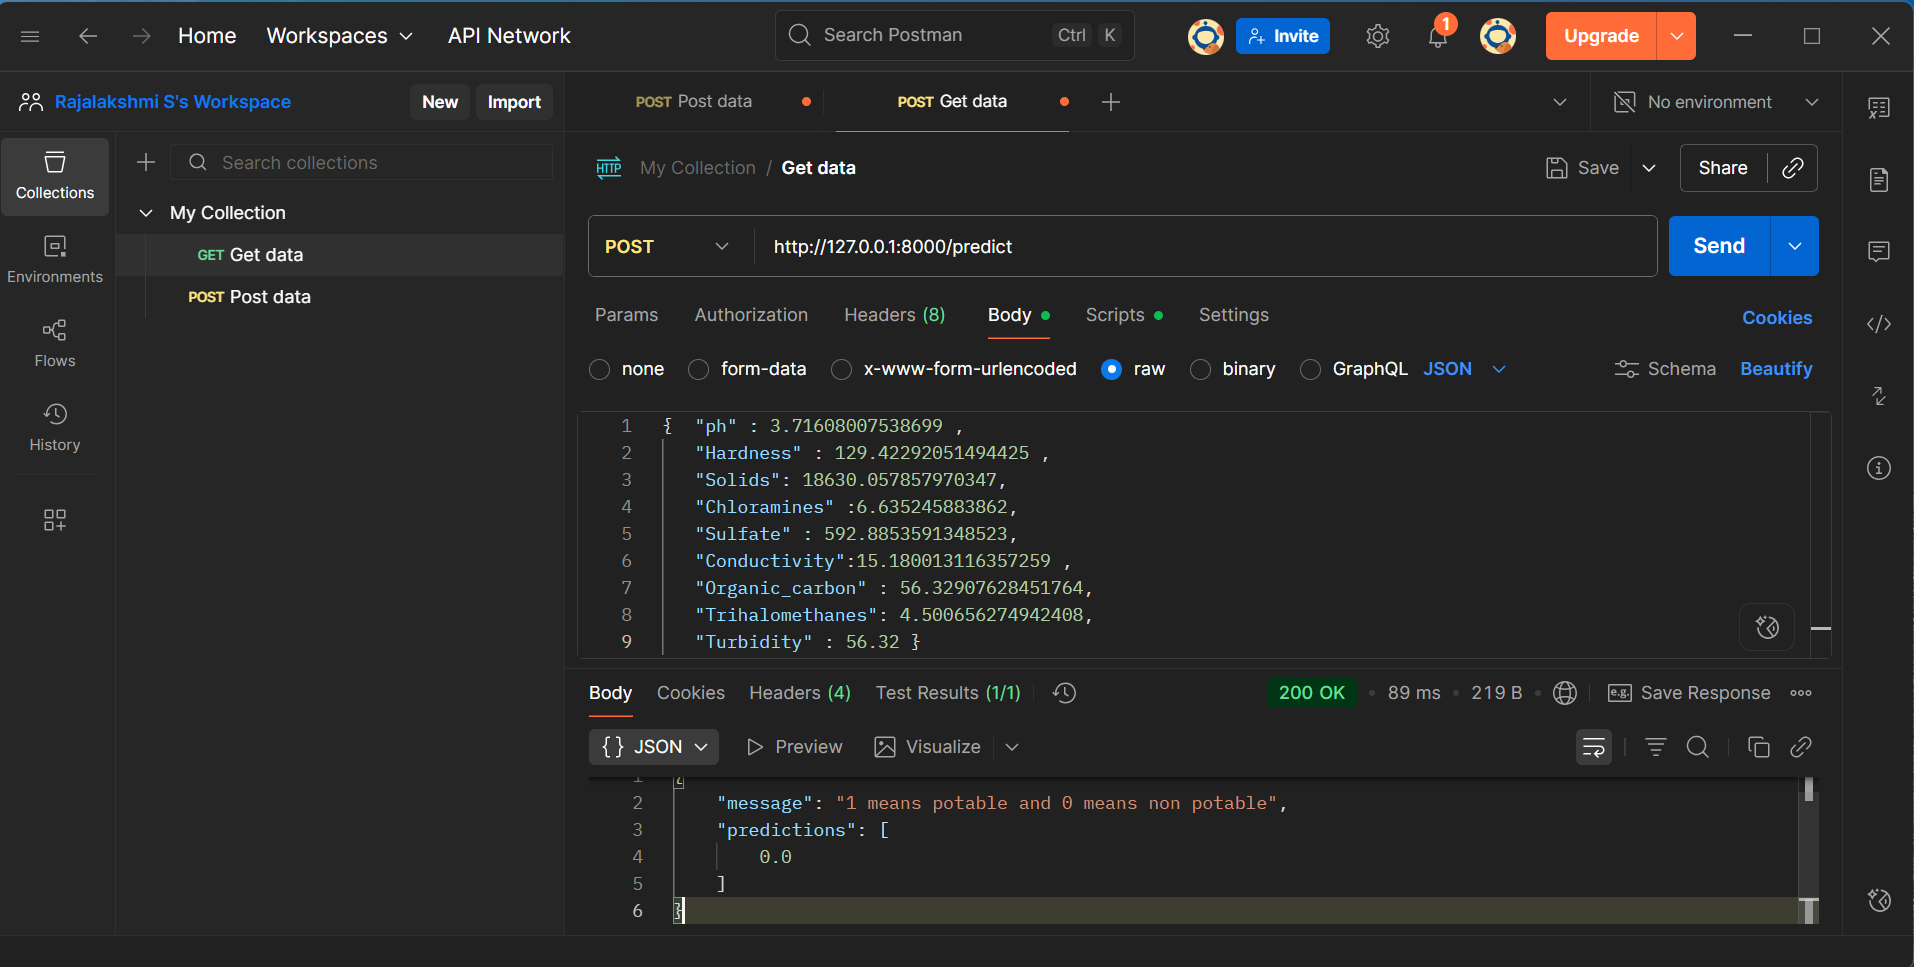 Home Workspaces API Network Search Postman Ctrl K Invite 1 Upgrade
Rajalakshmi S's Workspace New Import
POST Post data POST Get data No environment
Collections
Environments
Flows
History
Search collections
My Collection
GET Get data
POST Post data
HTTP My Collection / Get data Save Share
POST http://127.0.0.1:8000/predict Send
Params Authorization Headers (8) Body Scripts Settings Cookies
none form-data x-www-form-urlencoded raw binary GraphQL JSON Schema Beautify
1 { "ph" : 3.71608007538699 ,
2 "Hardness" : 129.42292051494425 ,
3 "Solids": 18630.057857970347,
4 "Chloramines" :6.635245883862,
5 "Sulfate" : 592.8853591348523,
6 "Conductivity":15.180013116357259 ,
7 "Organic_carbon" : 56.32907628451764,
8 "Trihalomethanes": 4.500656274942408,
9 "Turbidity" : 56.32 }
Body Cookies Headers (4) Test Results (1/1) 200 OK • 89 ms • 219 B • e.g. Save Response
{} JSON Preview Visualize
1 {
2 "message": "1 means potable and 0 means non potable",
3 "predictions": [
4 0.0
5 ]
6 }